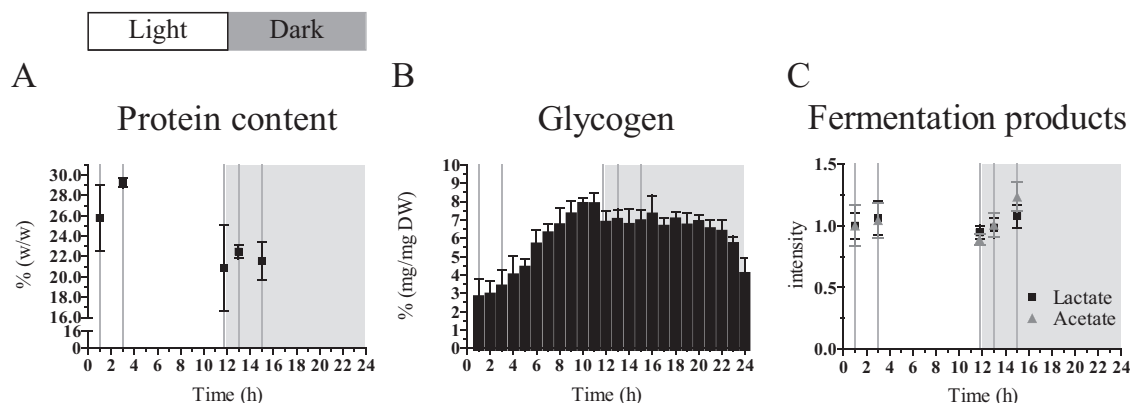 Light Dark
A B C
Protein content Glycogen Fermentation products
% (w/w)
30.0
28.0
26.0
24.0
22.0
20.0
18.0
16.0
16
0
0 2 4 6 8 10 12 14 16 18 20 22 24
Time (h)
% (mg/mg DW)
10
9
8
7
6
5
4
3
2
1
0
0 2 4 6 8 10 12 14 16 18 20 22 24
Time (h)
intensity
1.5
1.0
0.5
0.0
Lactate
Acetate
0 2 4 6 8 10 12 14 16 18 20 22 24
Time (h)